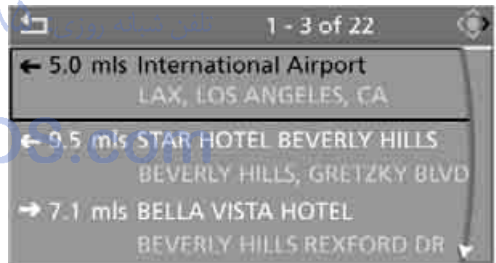 1 - 3 of 22
← 5.0 mls International Airport
LAX, LOS ANGELES, CA
← 9.5 mls STAR HOTEL BEVERLY HILLS
BEVERLY HILLS, GRETZKY BLVD
→ 7.1 mls BELLA VISTA HOTEL
BEVERLY HILLS REXFORD DR